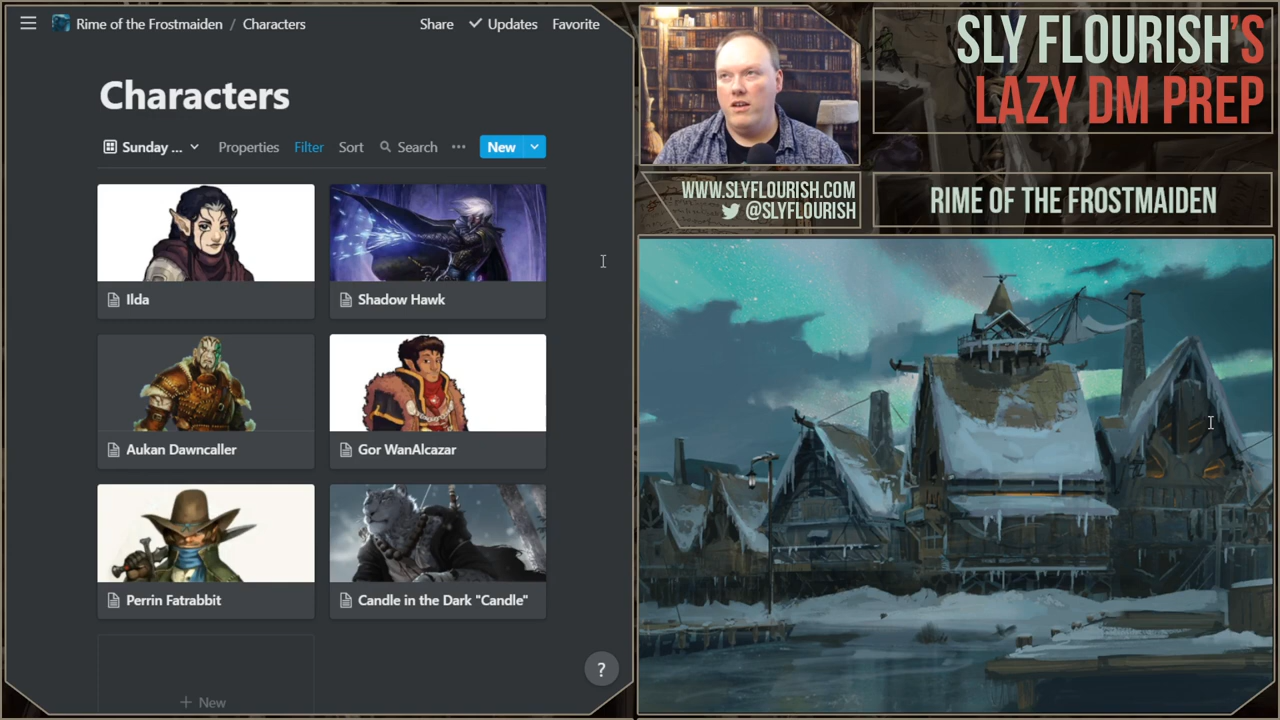 Rime of the Frostmaiden / Characters
Share
Updates
Favorite
Characters
Sunday ...
Properties
Filter
Sort
Search
...
New
Ilda
Shadow Hawk
Aukan Dawncaller
Gor WanAlcazar
Perrin Fatrabbit
Candle in the Dark "Candle"
+ New
?
SLY FLOURISH'S
LAZY DM PREP
WWW.SLYFLOURISH.COM
@SLYFLOURISH
RIME OF THE FROSTMAIDEN